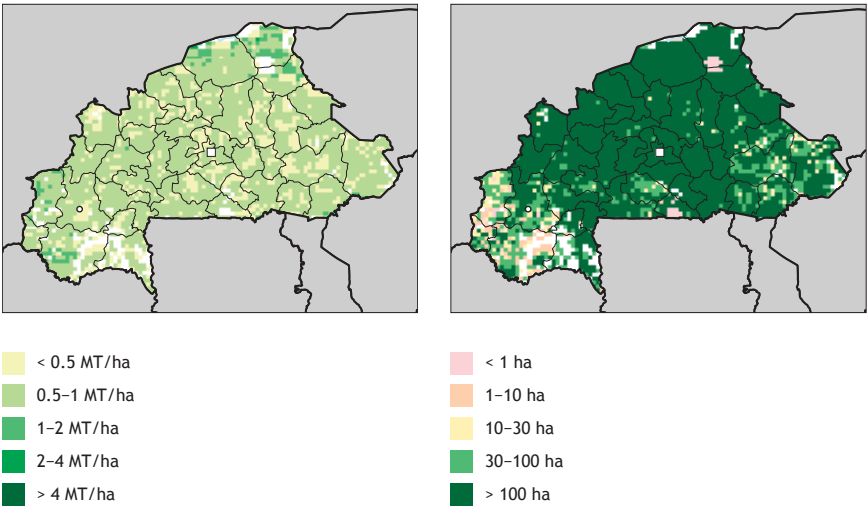 < 0.5 MT/ha
0.5–1 MT/ha
1–2 MT/ha
2–4 MT/ha
> 4 MT/ha
< 1 ha
1–10 ha
10–30 ha
30–100 ha
> 100 ha